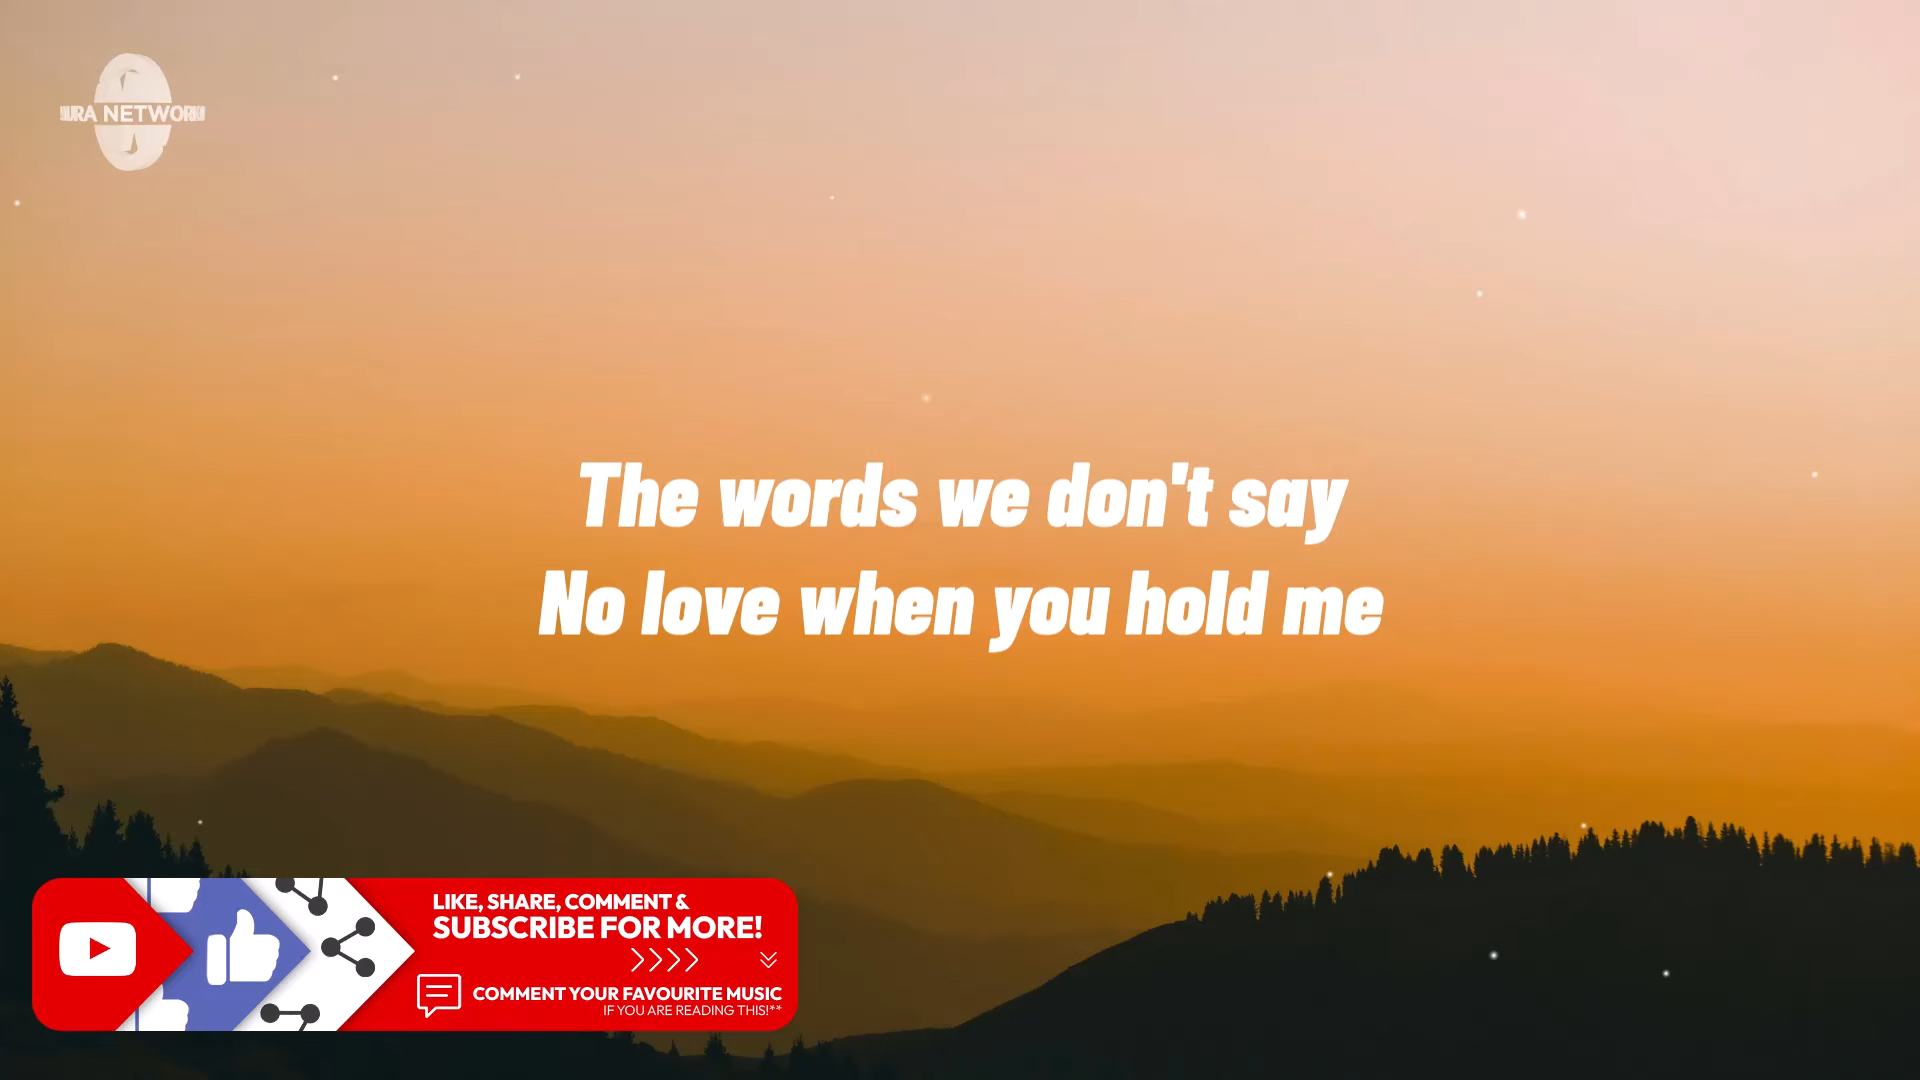 NETWORK
The words we don't say
No love when you hold me
LIKE, SHARE, COMMENT &
SUBSCRIBE FOR MORE!
COMMENT YOUR FAVOURITE MUSIC
IF YOU ARE READING THIS!**